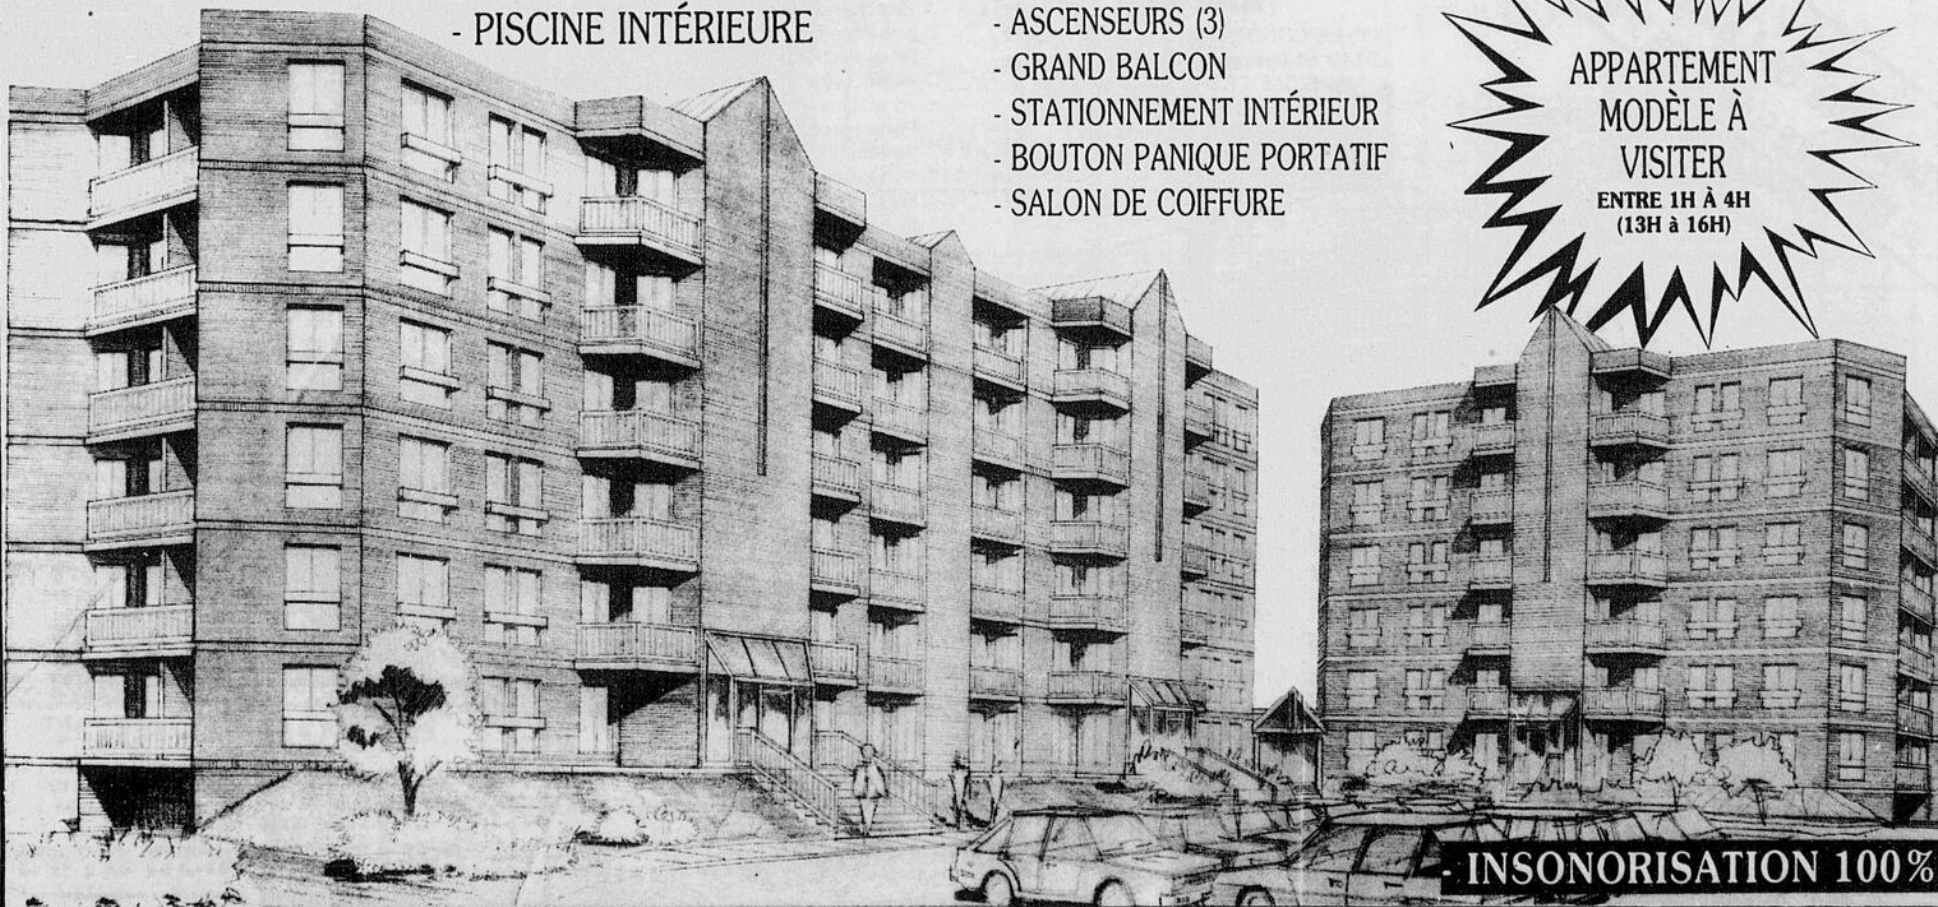 - PISCINE INTÉRIEURE
- ASCENSEURS (3)
- GRAND BALCON
- STATIONNEMENT INTÉRIEUR
- BOUTON PANIQUE PORTATIF
- SALON DE COIFFURE
APPARTEMENT
MODÈLE À
VISITER
ENTRE 1H À 4H
(13H à 16H)
- INSONORISATION 100%